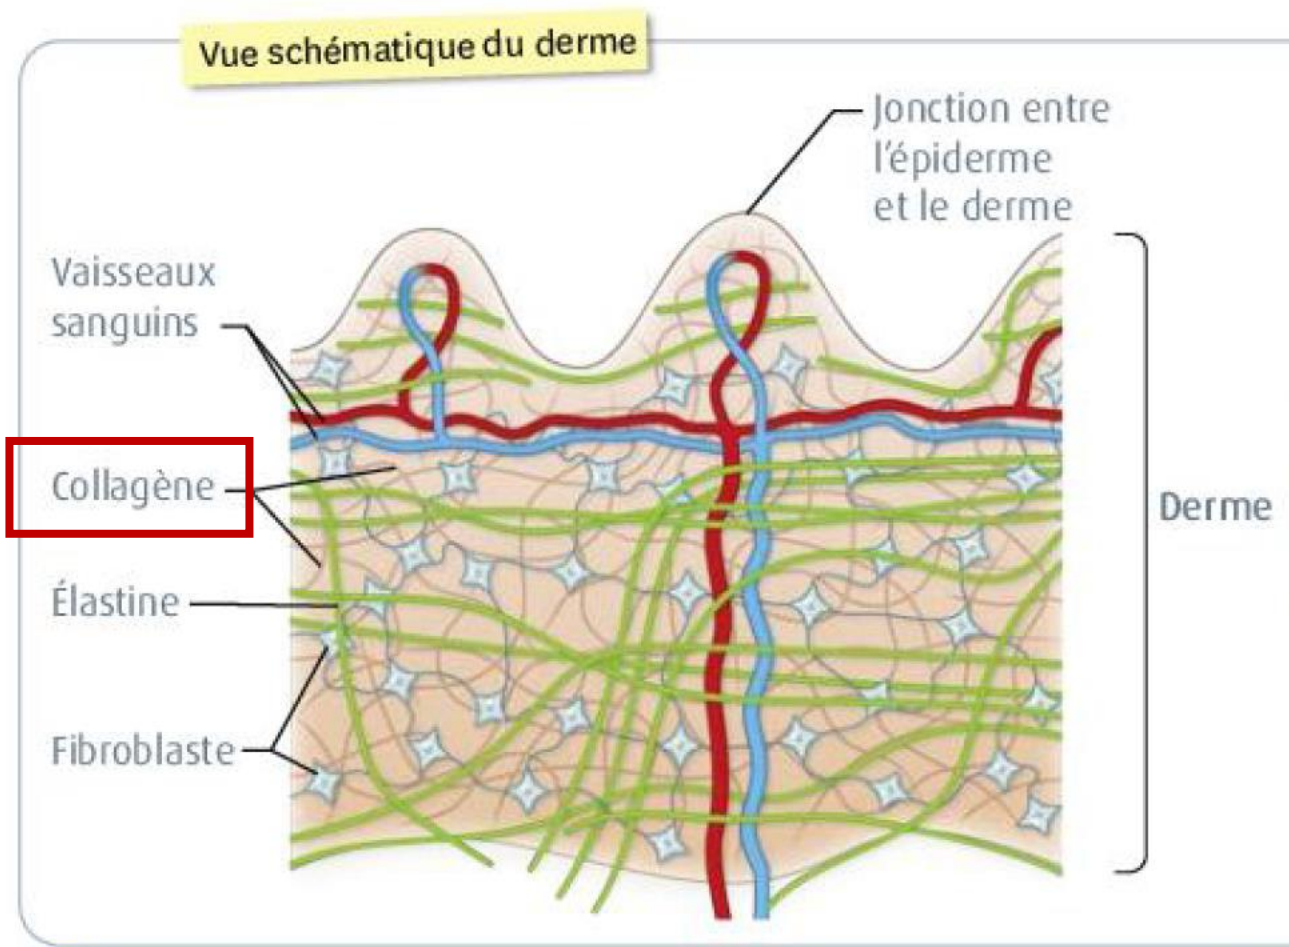 Vue schématique du derme
Jonction entre
l'épiderme
et le derme
Vaisseaux
sanguins
Collagène
Élastine
Fibroblaste
Derme